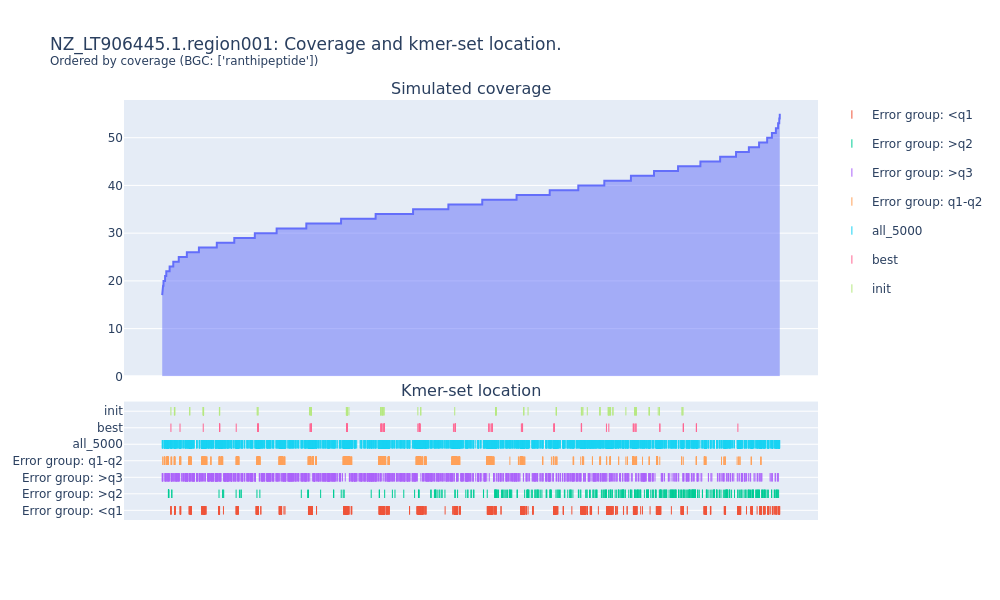 NZ_LT906445.1.region001: Coverage and kmer-set location.
Ordered by coverage (BGC: ['ranthipeptide'])
Simulated coverage
50
40
30
20
10
0
Error group: <q1
Error group: >q2
Error group: >q3
Error group: q1-q2
all_5000
best
init
Kmer-set location
init
best
all_5000
Error group: q1-q2
Error group: >q3
Error group: >q2
Error group: <q1